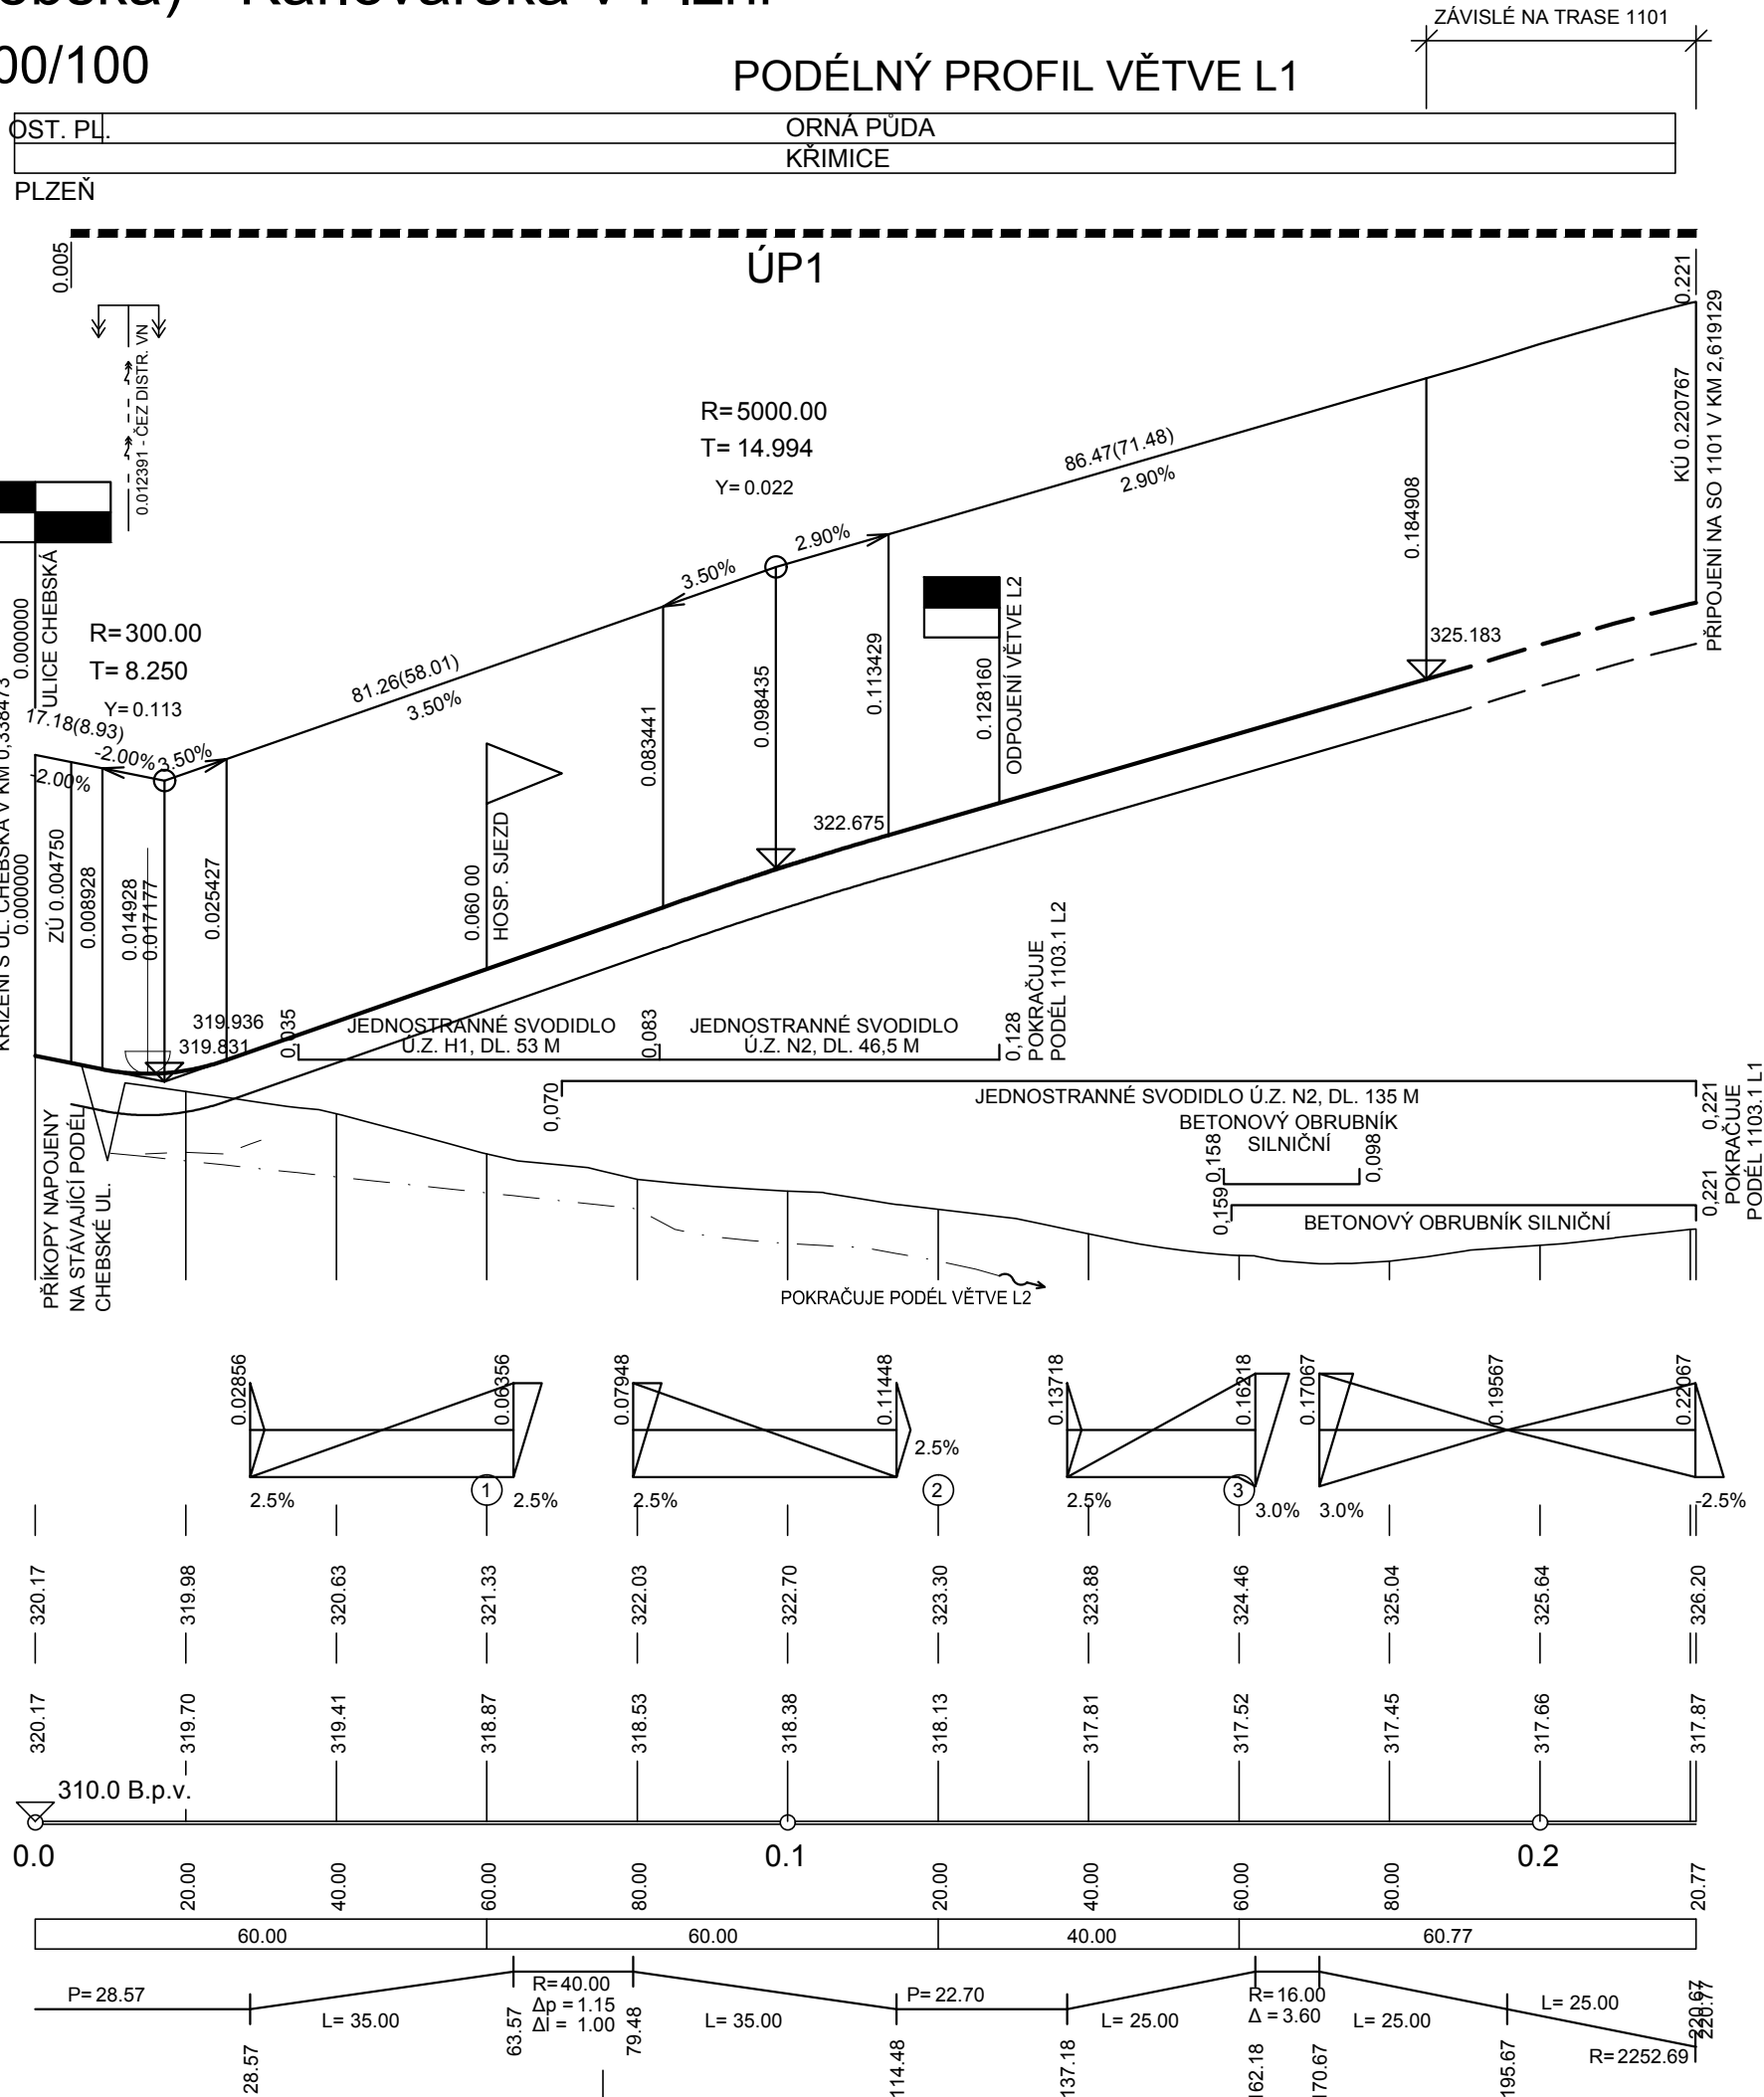 00/100
PODÉLNÝ PROFIL VĚTVE L1
ZÁVISLÉ NA TRASE 1101
OST. PL.
ORNÁ PŮDA
KŘIMICE
PLZEŇ
ÚP1
0.005
0.221
0.012391 - ČEZ DISTR. VN
R=5000.00
T= 14.994
Y= 0.022
R=300.00
T= 8.250
Y= 0.113
0.000000
ULICE CHEBSKÁ
17.18(8.93)
-2.00%
-2.00%
3.50%
81.26(58.01)
3.50%
3.50%
2.90%
86.47(71.48)
2.90%
KŘÍŽENÍ S UL. CHEBSKÁ V KM 0,338473
0.000000
ZÚ 0.004750
0.008928
0.014928
0.017177
0.025427
0.060 00
HOSP. SJEZD
0.083441
0.098435
0.113429
0.128160
ODPOJENÍ VĚTVE L2
0.184908
KÚ 0.220767
PŘIPOJENÍ NA SO 1101 V KM 2,619129
319.936
319.831
322.675
325.183
0,035
JEDNOSTRANNÉ SVODIDLO
Ú.Z. H1, DL. 53 M
0,083
JEDNOSTRANNÉ SVODIDLO
Ú.Z. N2, DL. 46,5 M
0,128
POKRAČUJE
PODÉL 1103.1 L2
0,070
JEDNOSTRANNÉ SVODIDLO Ú.Z. N2, DL. 135 M
0,221
POKRAČUJE
PODÉL 1103.1 L1
BETONOVÝ OBRUBNÍK
SILNIČNÍ
0,158
0,098
0,159
BETONOVÝ OBRUBNÍK SILNIČNÍ
0,221
PŘÍKOPY NAPOJENY
NA STÁVAJÍCÍ PODÉL
CHEBSKÉ UL.
POKRAČUJE PODÉL VĚTVE L2
0.02856
0.06356
0.07948
0.11448
0.13718
0.16218
0.17067
0.19567
0.22067
2.5%
1
2.5%
2.5%
2.5%
2
2.5%
3
3.0%
3.0%
-2.5%
320.17
319.98
320.63
321.33
322.03
322.70
323.30
323.88
324.46
325.04
325.64
326.20
320.17
319.70
319.41
318.87
318.53
318.38
318.13
317.81
317.52
317.45
317.66
317.87
310.0 B.p.v.
0.0
0.1
0.2
20.00
40.00
60.00
80.00
20.00
40.00
60.00
80.00
20.77
60.00
60.00
40.00
60.77
P= 28.57
L= 35.00
R=40.00
Δp =1.15
Δl = 1.00
L= 35.00
P= 22.70
L= 25.00
R=16.00
Δ = 3.60
L= 25.00
L= 25.00
R=2252.69
28.57
63.57
79.48
114.48
137.18
162.18
170.67
195.67
220.67
220.77